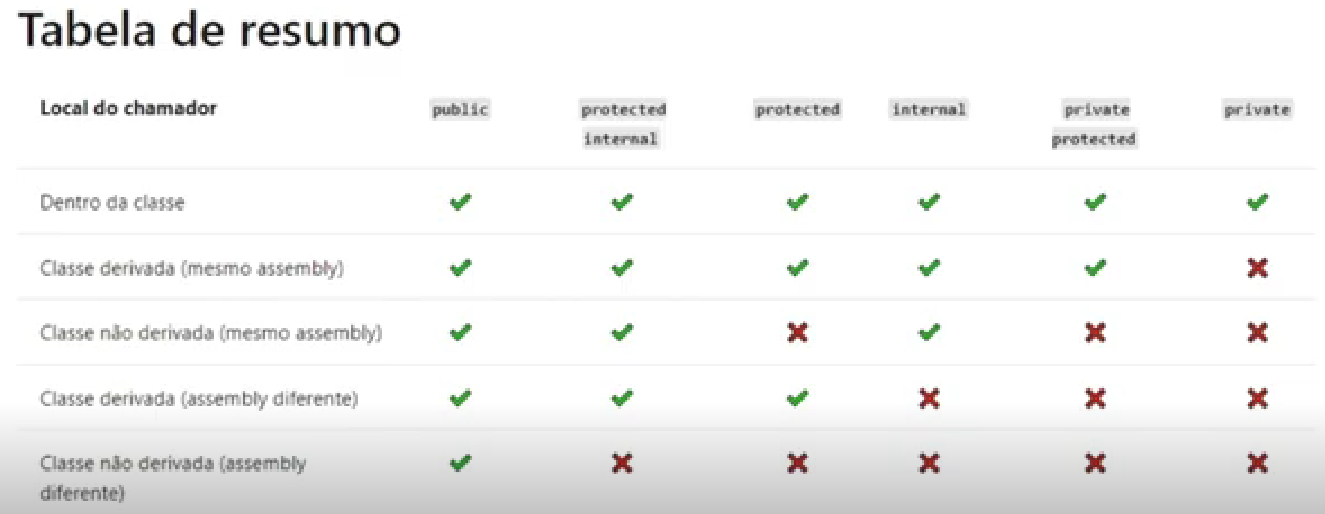 Tabela de resumo
Local do chamador public protected internal protected internal private protected private
Dentro da classe ✔ ✔ ✔ ✔ ✔ ✔
Classe derivada (mesmo assembly) ✔ ✔ ✔ ✔ ✔ ✖
Classe não derivada (mesmo assembly) ✔ ✔ ✖ ✔ ✖ ✖
Classe derivada (assembly diferente) ✔ ✔ ✔ ✖ ✖ ✖
Classe não derivada (assembly diferente) ✔ ✖ ✖ ✖ ✖ ✖